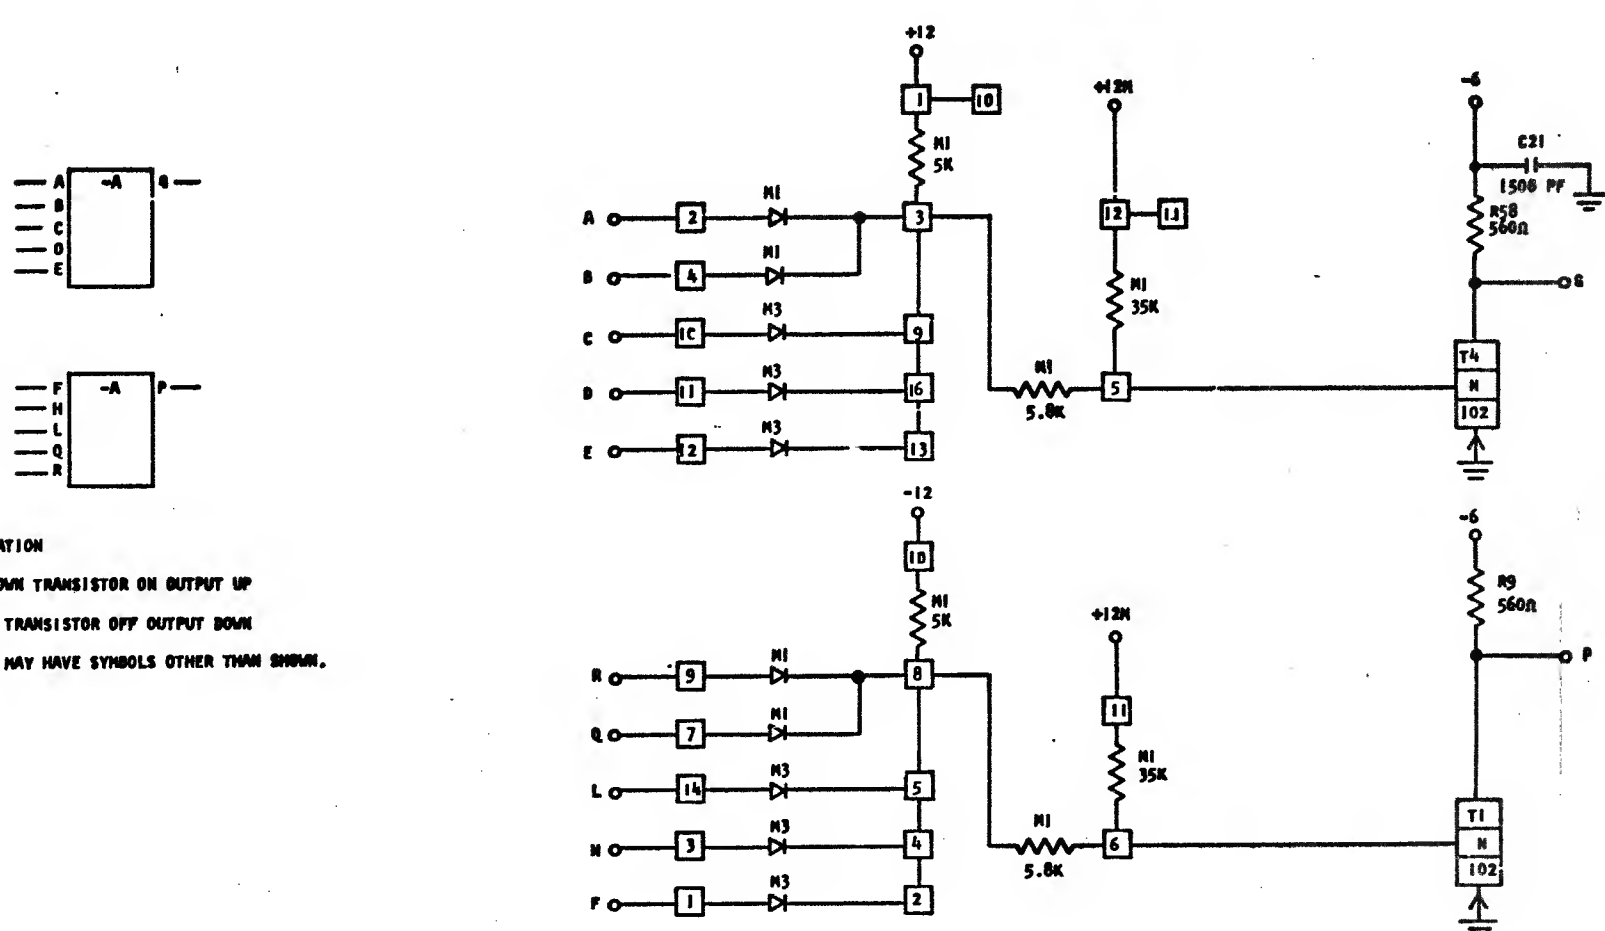 A -A G
B
C
D
E
F -A P
H
L
Q
R
ATION
OWN TRANSISTOR ON OUTPUT UP
TRANSISTOR OFF OUTPUT DOWN
MAY HAVE SYMBOLS OTHER THAN SHOWN.
+12
1 10
M1
5K
A 2 M1 3
B 4 M1
C 1C M3 9
D 11 M3 16
E 12 M3 13
+12M
12 11
M1
35K
M1
5.8K
5
-6
C21
1500 PF
R58
560Ω
G
T4
N
102
-12
10
M1
5K
R 9 M1 8
Q 7 M1
L 14 M3 5
H 3 M3 4
F 1 M3 2
+12M
11
M1
35K
M1
5.8K
6
-6
R9
560Ω
P
T1
N
102